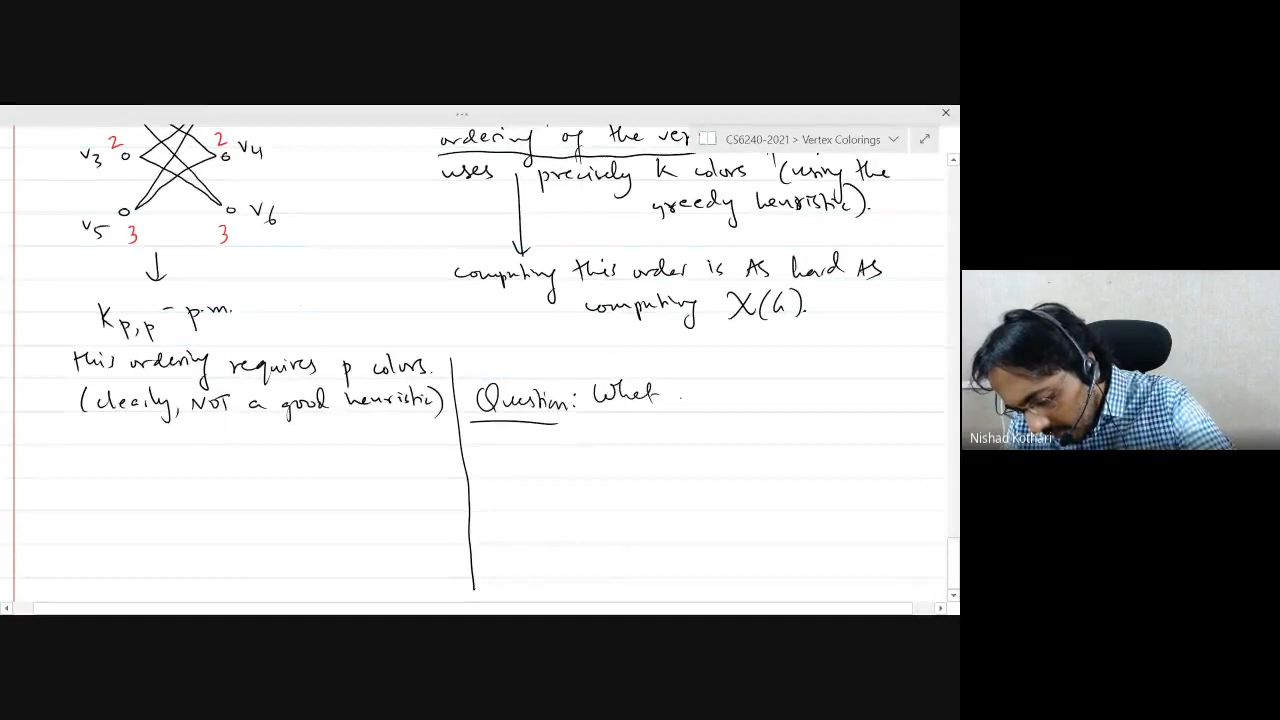 CS6240-2021 > Vertex Colorings
2 2
v3 v4
v5 v6
3 3
Kp,p - p.m.
this ordering requires p colors.
(clearly, NOT a good heuristic)
ordering of the ver
uses precisely k colors (using the
greedy heuristic).
computing this order is AS hard AS
computing χ(G).
Question: What
Nishad Kothari